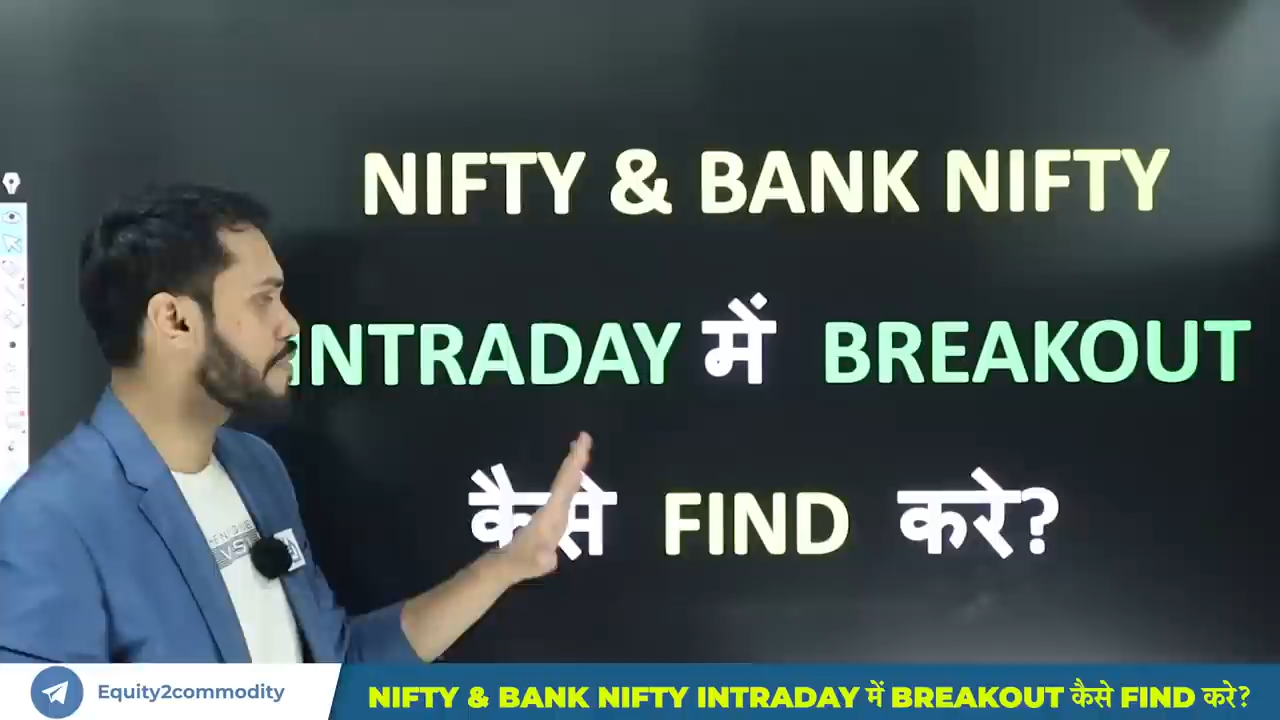 NIFTY & BANK NIFTY
INTRADAY में BREAKOUT
कैसे FIND करे?
Equity2commodity
NIFTY & BANK NIFTY INTRADAY में BREAKOUT कैसे FIND करे?